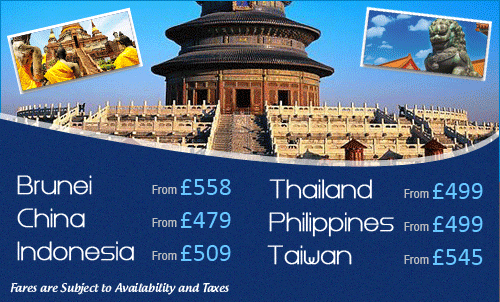 Brunei From £558
China From £479
Indonesia From £509
Thailand From £499
Philippines From £499
Taiwan From £545
Fares are Subject to Availability and Taxes